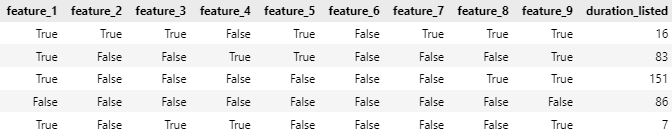 feature_1 feature_2 feature_3 feature_4 feature_5 feature_6 feature_7 feature_8 feature_9 duration_listed
True True True False True False True True True 16
True False False True True False False False True 83
True False False False False False False True True 151
False False False False False False False False False 86
True False True True False False False False True 7